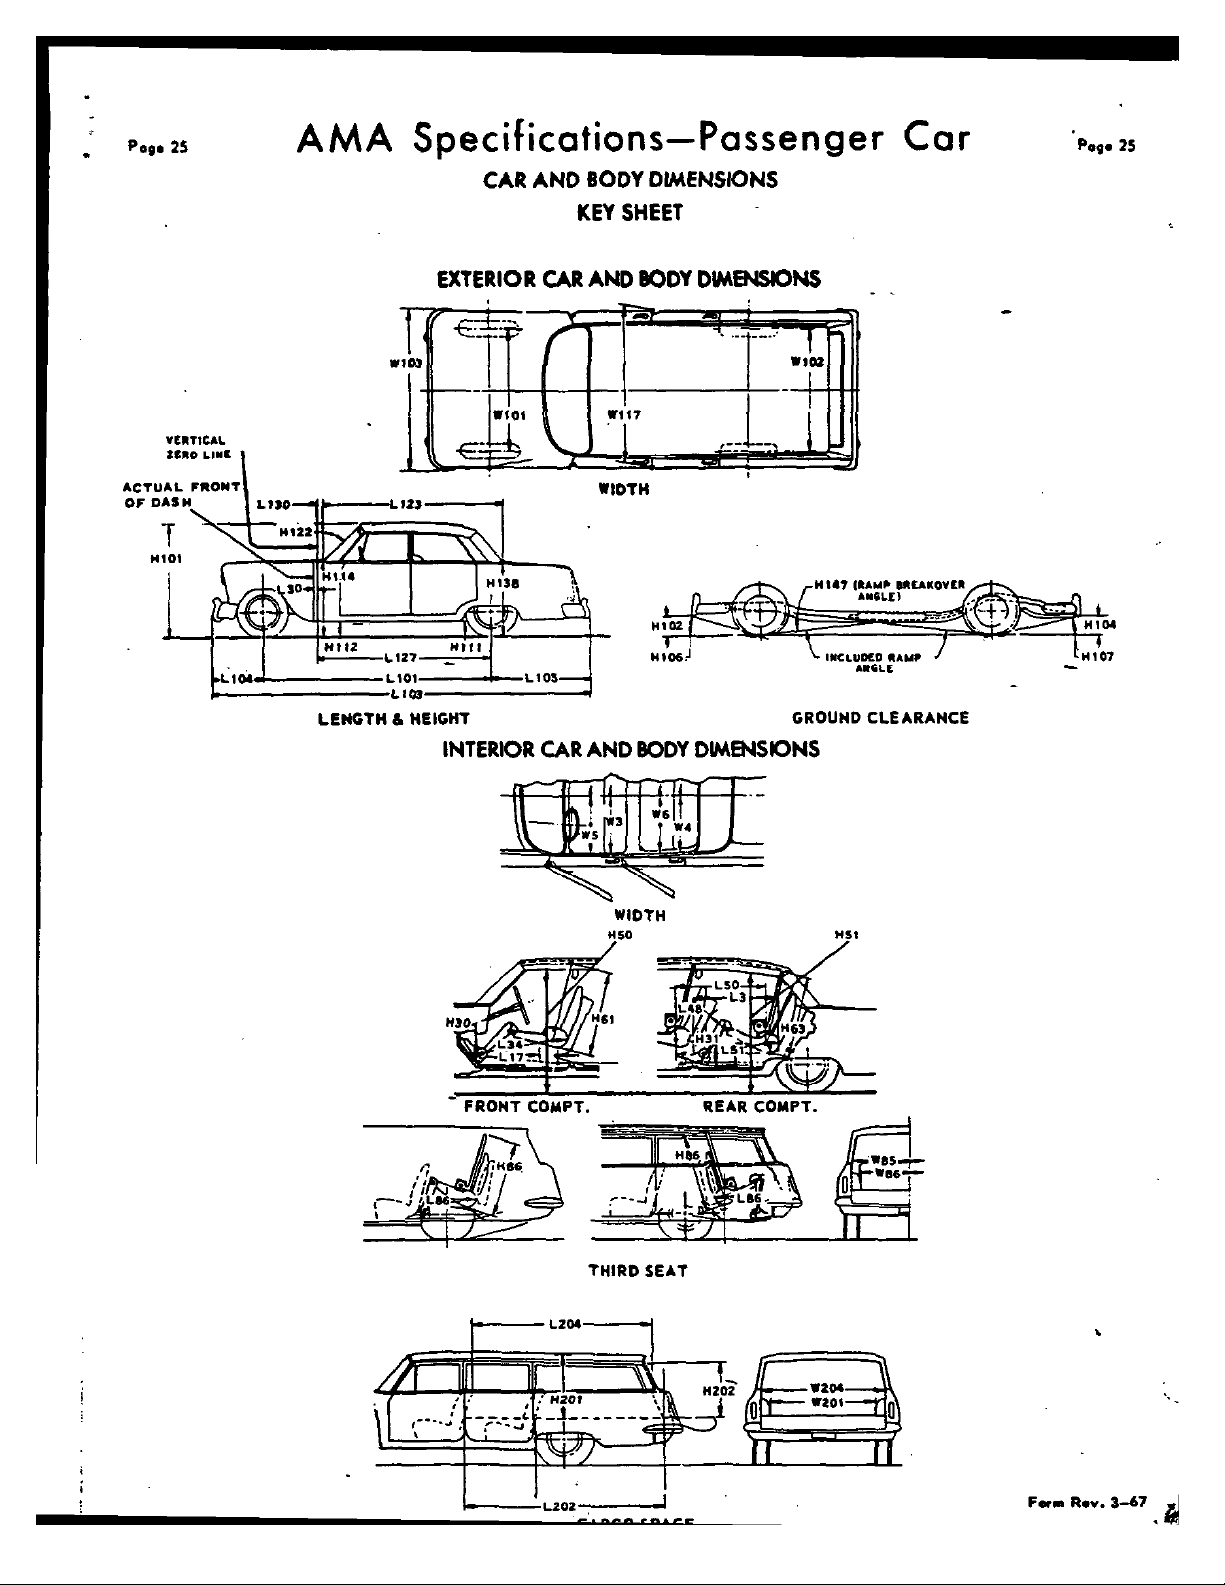 Page 25
AMA Specifications—Passenger Car
Page 25
CAR AND BODY DIMENSIONS
KEY SHEET
EXTERIOR CAR AND BODY DIMENSIONS
W103
W102
W101
W117
WIDTH
VERTICAL
ZERO LINE
ACTUAL FRONT
OF DASH
L130
L123
H122
H101
H114
H138
L30
H112
H111
L127
L104
L101
L105
L103
LENGTH & HEIGHT
H147 (RAMP BREAKOVER
ANGLE)
H102
H104
H106
H107
INCLUDED RAMP
ANGLE
GROUND CLEARANCE
INTERIOR CAR AND BODY DIMENSIONS
W5
W3
W6
W4
WIDTH
H50
H51
H30
H61
L34
L17
L50
L3
L48
H31
L51
H63
FRONT COMPT.
REAR COMPT.
H86
L86
H86
L86
W85
W86
THIRD SEAT
L204
H201
H202
W204
W201
L202
CARGO SPACE
Form Rev. 3-67